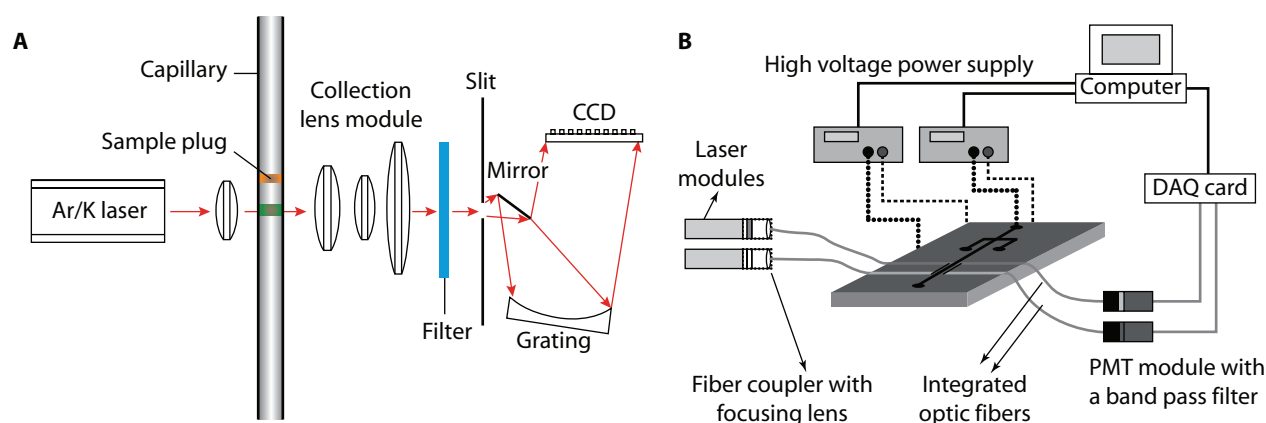 A
Capillary
Sample plug
Ar/K laser
Collection
lens module
Filter
Slit
Mirror
CCD
Grating
B
High voltage power supply
Computer
Laser
modules
DAQ card
Fiber coupler with
focusing lens
Integrated
optic fibers
PMT module with
a band pass filter